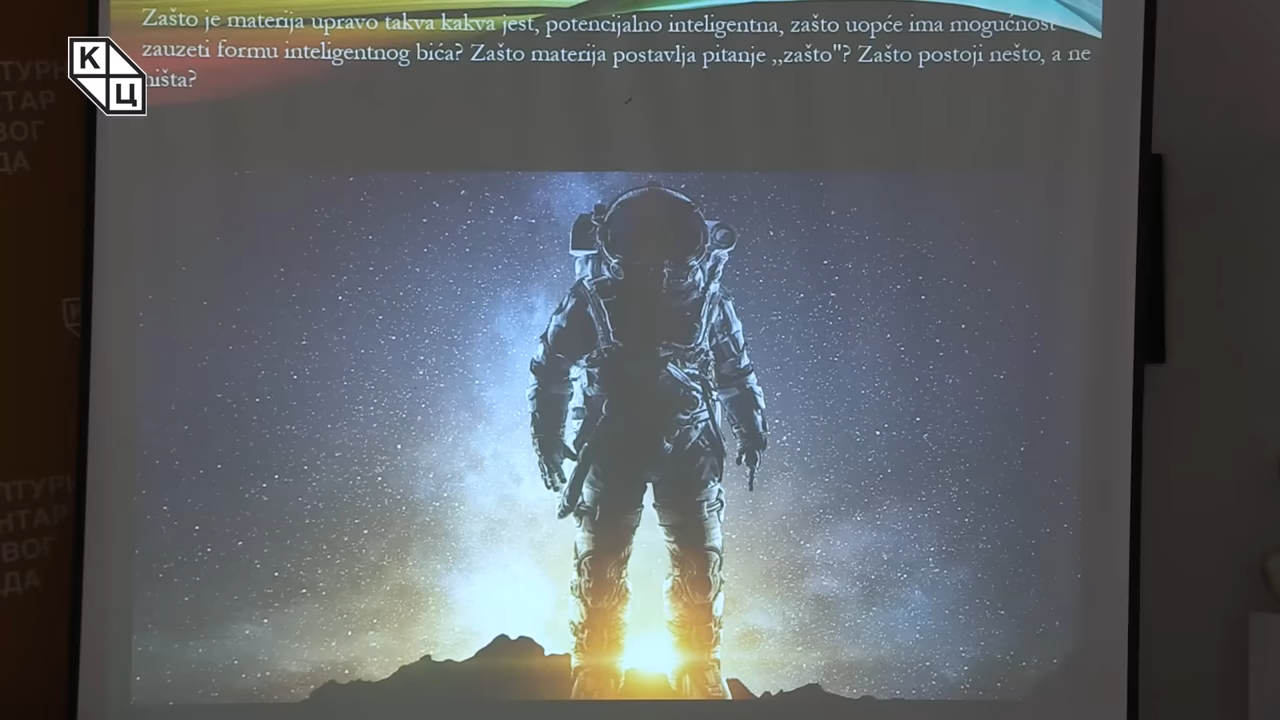 Zašto je materija upravo takva kakva jest, potencijalno inteligentna, zašto uopće ima mogućnost
zauzeti formu inteligentnog bića? Zašto materija postavlja pitanje ,,zašto"? Zašto postoji nešto, a ne
ništa?
К
Ц